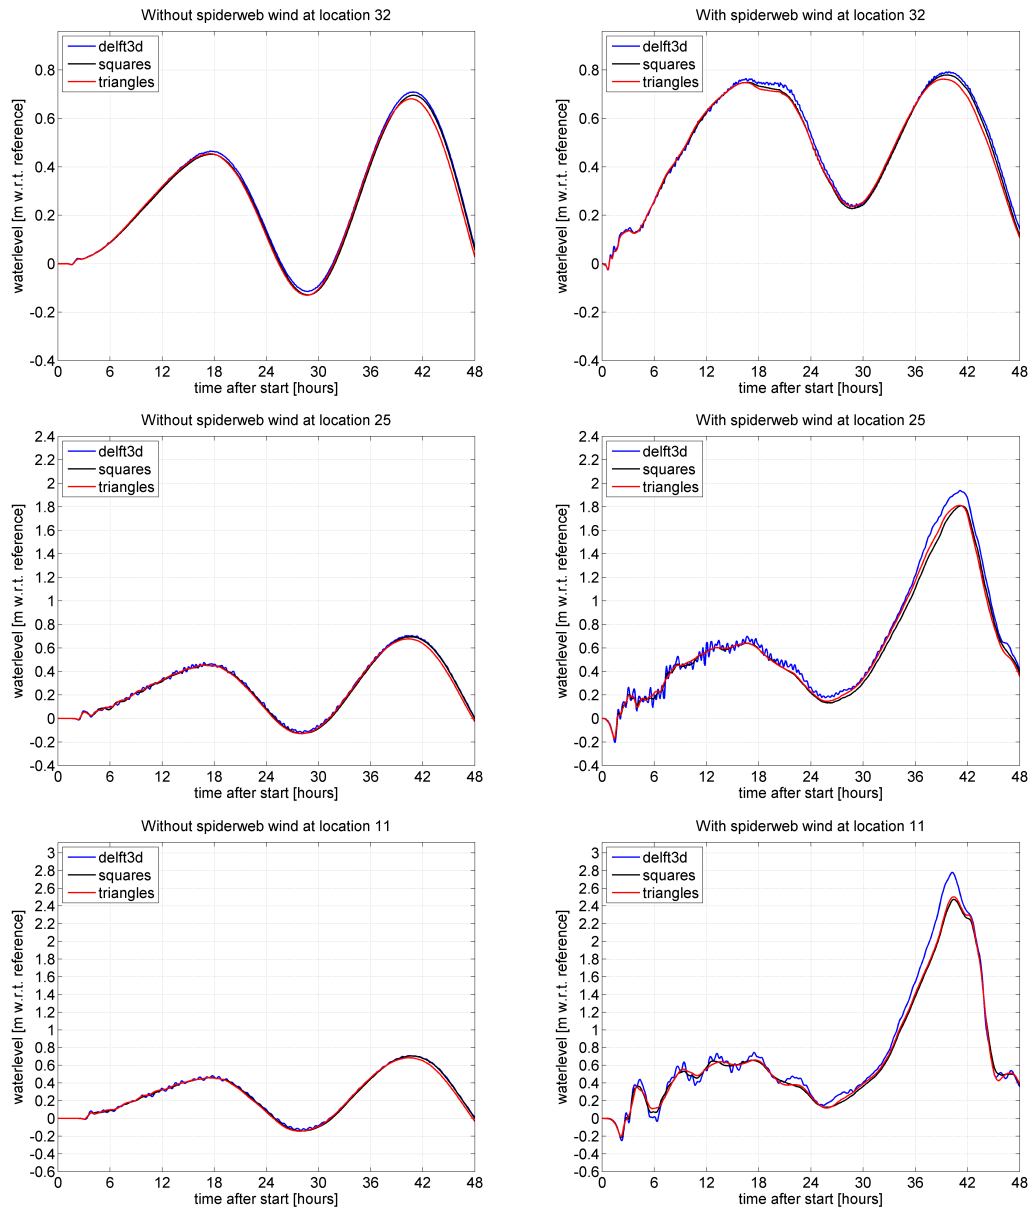 Without spiderweb wind at location 32
delft3d
squares
triangles
0.8
0.6
0.4
0.2
0
-0.2
-0.4
waterlevel [m w.r.t. reference]
0 6 12 18 24 30 36 42 48
time after start [hours]
With spiderweb wind at location 32
delft3d
squares
triangles
0.8
0.6
0.4
0.2
0
-0.2
-0.4
waterlevel [m w.r.t. reference]
0 6 12 18 24 30 36 42 48
time after start [hours]
Without spiderweb wind at location 25
delft3d
squares
triangles
2.4
2.2
2
1.8
1.6
1.4
1.2
1
0.8
0.6
0.4
0.2
0
-0.2
-0.4
waterlevel [m w.r.t. reference]
0 6 12 18 24 30 36 42 48
time after start [hours]
With spiderweb wind at location 25
delft3d
squares
triangles
2.4
2.2
2
1.8
1.6
1.4
1.2
1
0.8
0.6
0.4
0.2
0
-0.2
-0.4
waterlevel [m w.r.t. reference]
0 6 12 18 24 30 36 42 48
time after start [hours]
Without spiderweb wind at location 11
delft3d
squares
triangles
3
2.8
2.6
2.4
2.2
2
1.8
1.6
1.4
1.2
1
0.8
0.6
0.4
0.2
0
-0.2
-0.4
-0.6
waterlevel [m w.r.t. reference]
0 6 12 18 24 30 36 42 48
time after start [hours]
With spiderweb wind at location 11
delft3d
squares
triangles
3
2.8
2.6
2.4
2.2
2
1.8
1.6
1.4
1.2
1
0.8
0.6
0.4
0.2
0
-0.2
-0.4
-0.6
waterlevel [m w.r.t. reference]
0 6 12 18 24 30 36 42 48
time after start [hours]